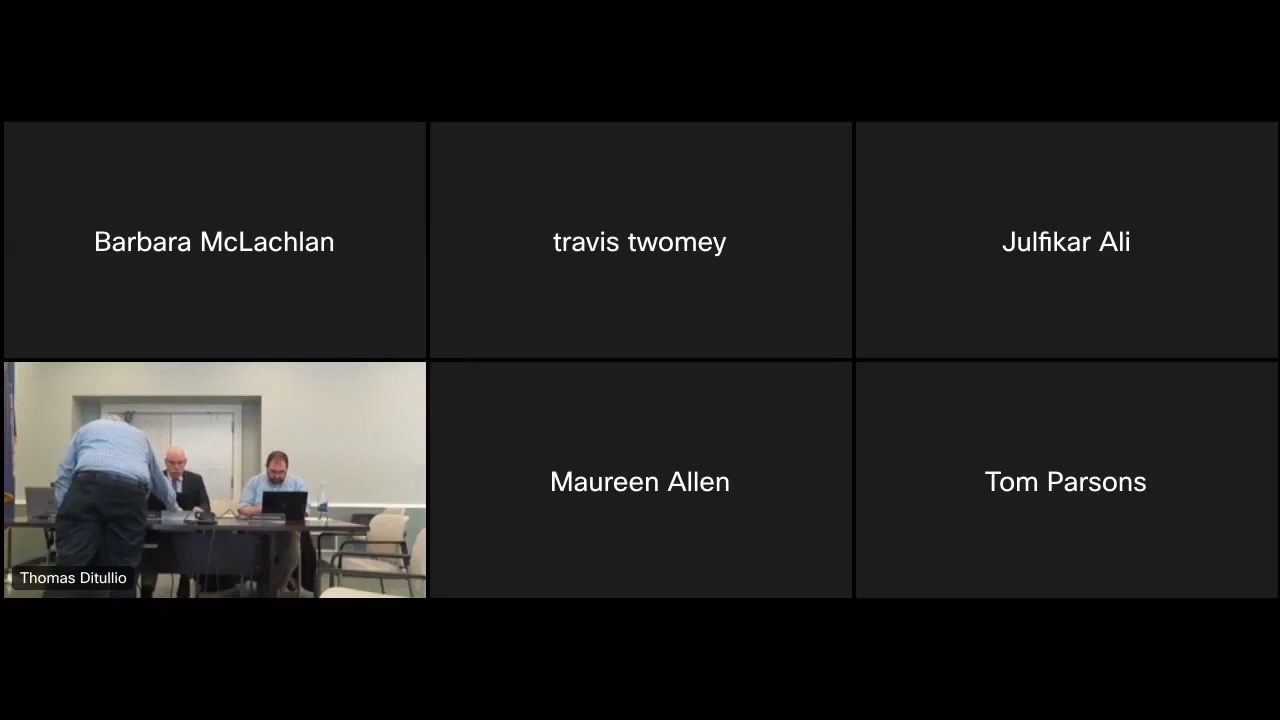 Barbara McLachlan
travis twomey
Julfikar Ali
Thomas Ditullio
Maureen Allen
Tom Parsons